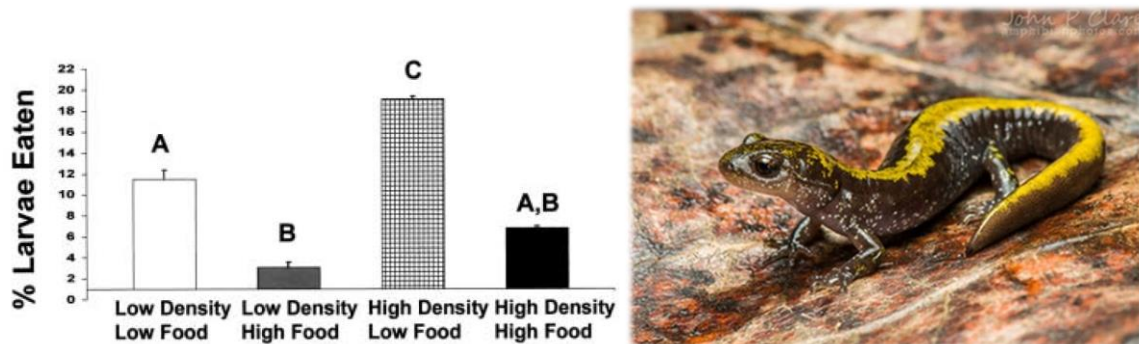 % Larvae Eaten
22
20
18
16
14
12
10
8
6
4
2
0
A
B
C
A,B
Low Density
Low Food
Low Density
High Food
High Density
Low Food
High Density
High Food
John P Clare